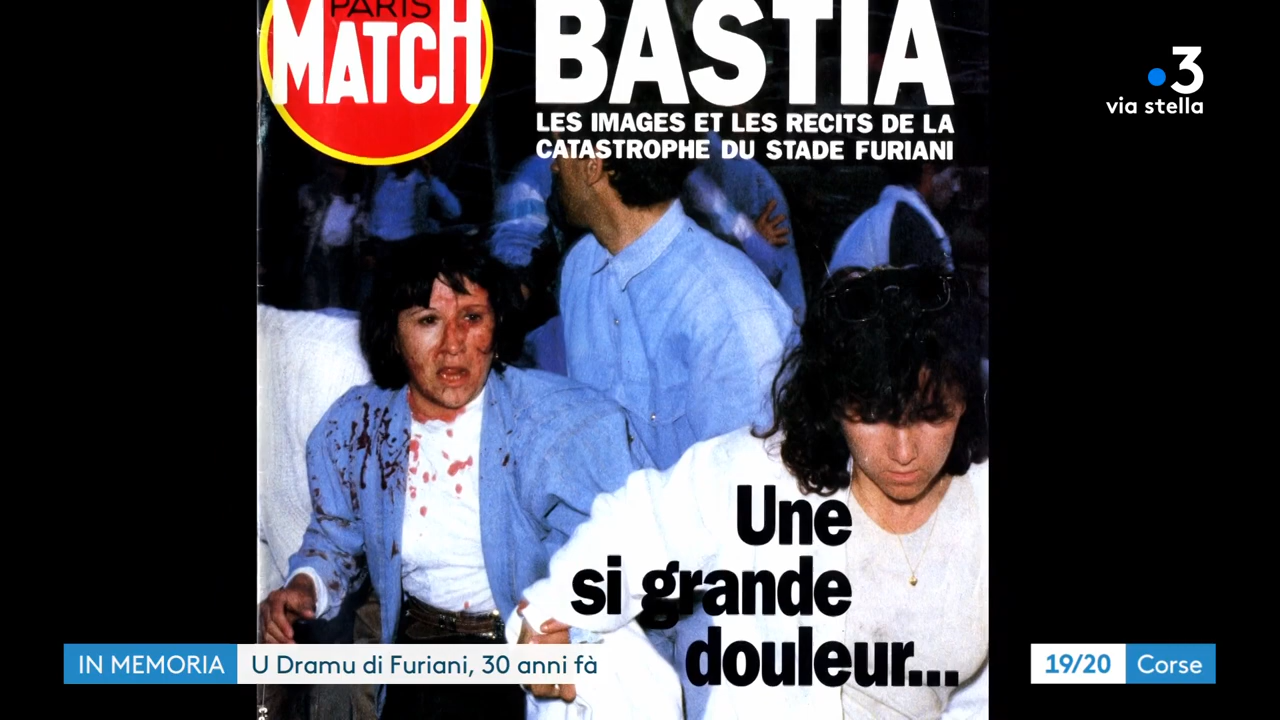 PARIS
MATCH
BASTIA
LES IMAGES ET LES RECITS DE LA
CATASTROPHE DU STADE FURIANI
3
via stella
Une
si grande
douleur...
IN MEMORIA
U Dramu di Furiani, 30 anni fà
19/20
Corse